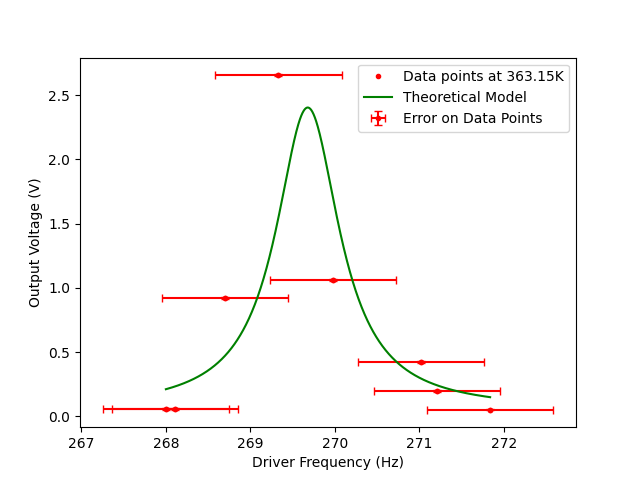 Data points at 363.15K
Theoretical Model
Error on Data Points
Output Voltage (V)
2.5
2.0
1.5
1.0
0.5
0.0
267 268 269 270 271 272
Driver Frequency (Hz)